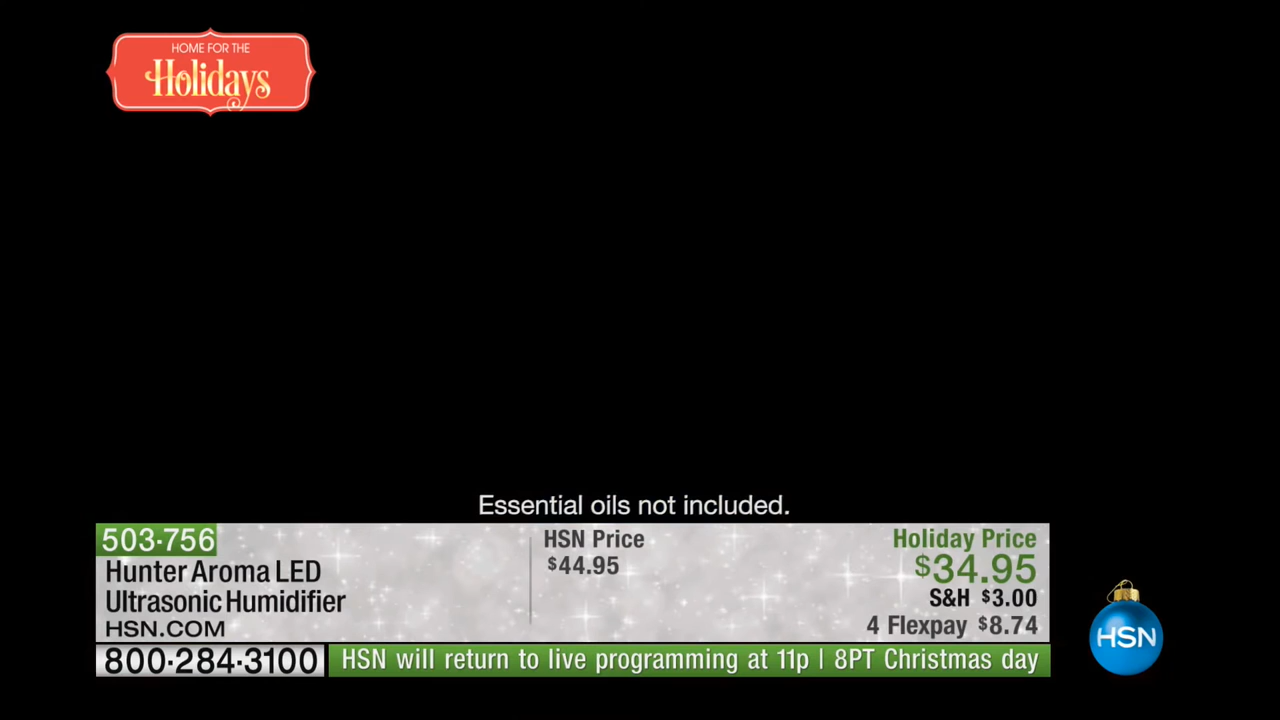 HOME FOR THE
Holidays
Essential oils not included.
503·756
Hunter Aroma LED
Ultrasonic Humidifier
HSN.COM
HSN Price
$44.95
Holiday Price
$34.95
S&H $3.00
4 Flexpay $8.74
800·284·3100
HSN will return to live programming at 11p | 8PT Christmas day
HSN